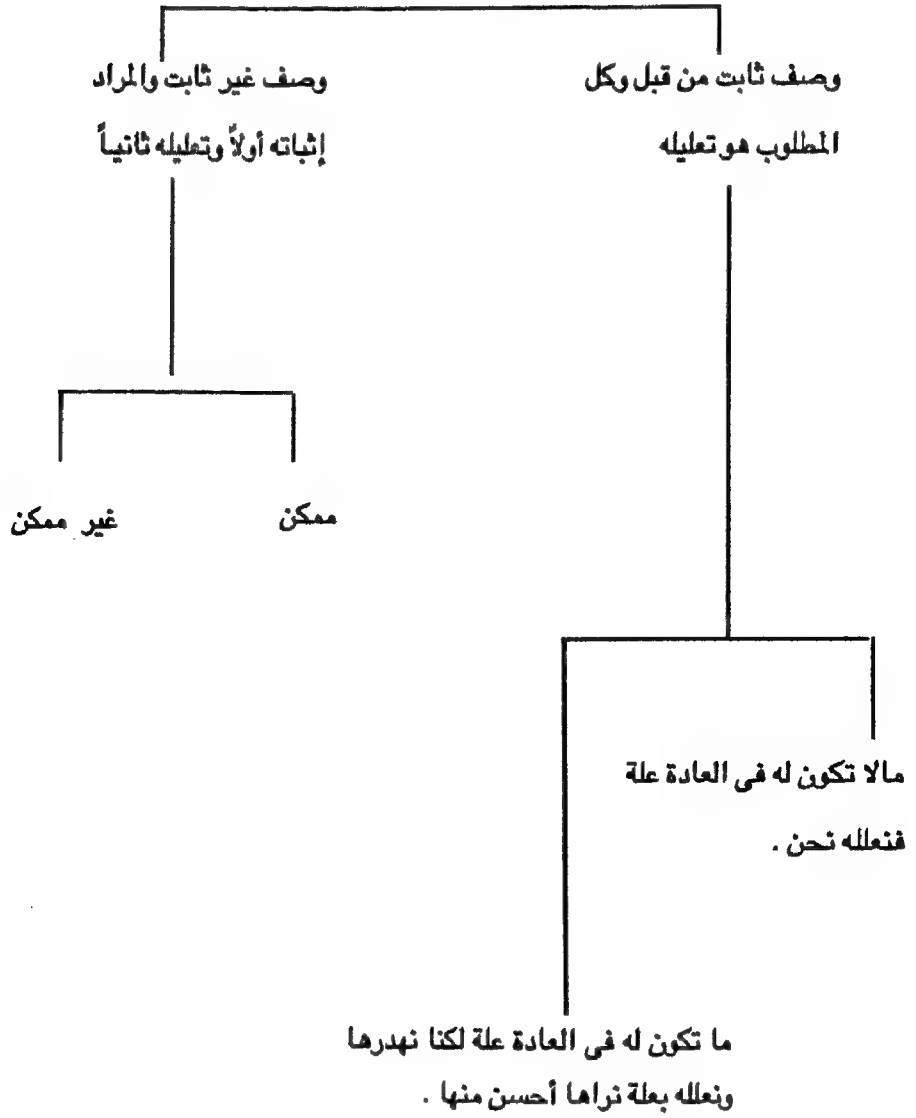 وصف ثابت من قبل وكل
المطلوب هو تعليله
وصف غير ثابت والمراد
إثباته أولاً وتعليله ثانياً
ممكن
غير ممكن
مالا تكون له فى العادة علة
فنعلله نحن .
ما تكون له فى العادة علة لكنا نهدرها
ونعلله بعلة نراها أحسن منها .